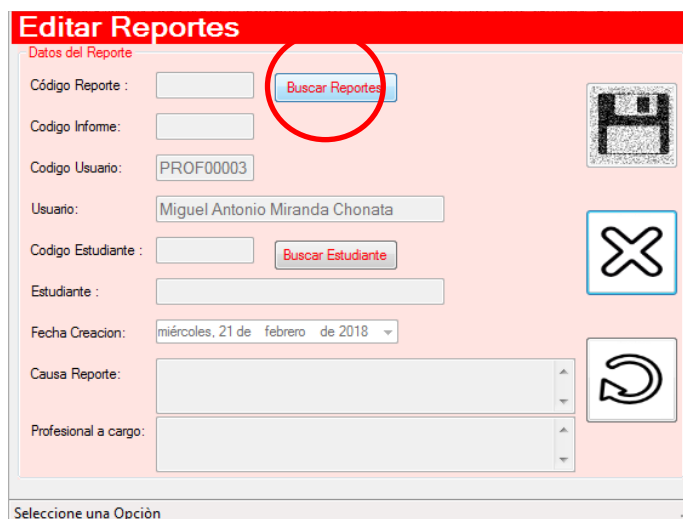 Editar Reportes
Datos del Reporte
Código Reporte :
Buscar Reportes
Codigo Informe:
Codigo Usuario: PROF00003
Usuario: Miguel Antonio Miranda Chonata
Codigo Estudiante :
Buscar Estudiante
Estudiante :
Fecha Creacion: miércoles, 21 de febrero de 2018
Causa Reporte:
Profesional a cargo:
Seleccione una Opciòn